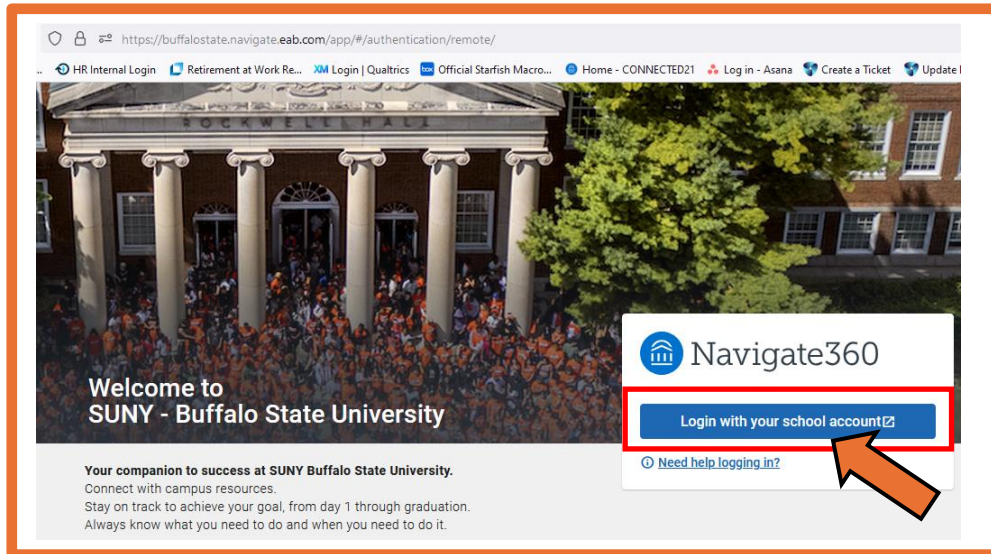 https://buffalostate.navigate.eab.com/app/#/authentication/remote/
... HR Internal Login Retirement at Work Re... XM Login | Qualtrics box Official Starfish Macro... Home - CONNECTED21 Log in - Asana Create a Ticket Update
ROCKWELL HALL
Navigate360
Welcome to
SUNY - Buffalo State University
Login with your school account
Need help logging in?
Your companion to success at SUNY Buffalo State University.
Connect with campus resources.
Stay on track to achieve your goal, from day 1 through graduation.
Always know what you need to do and when you need to do it.